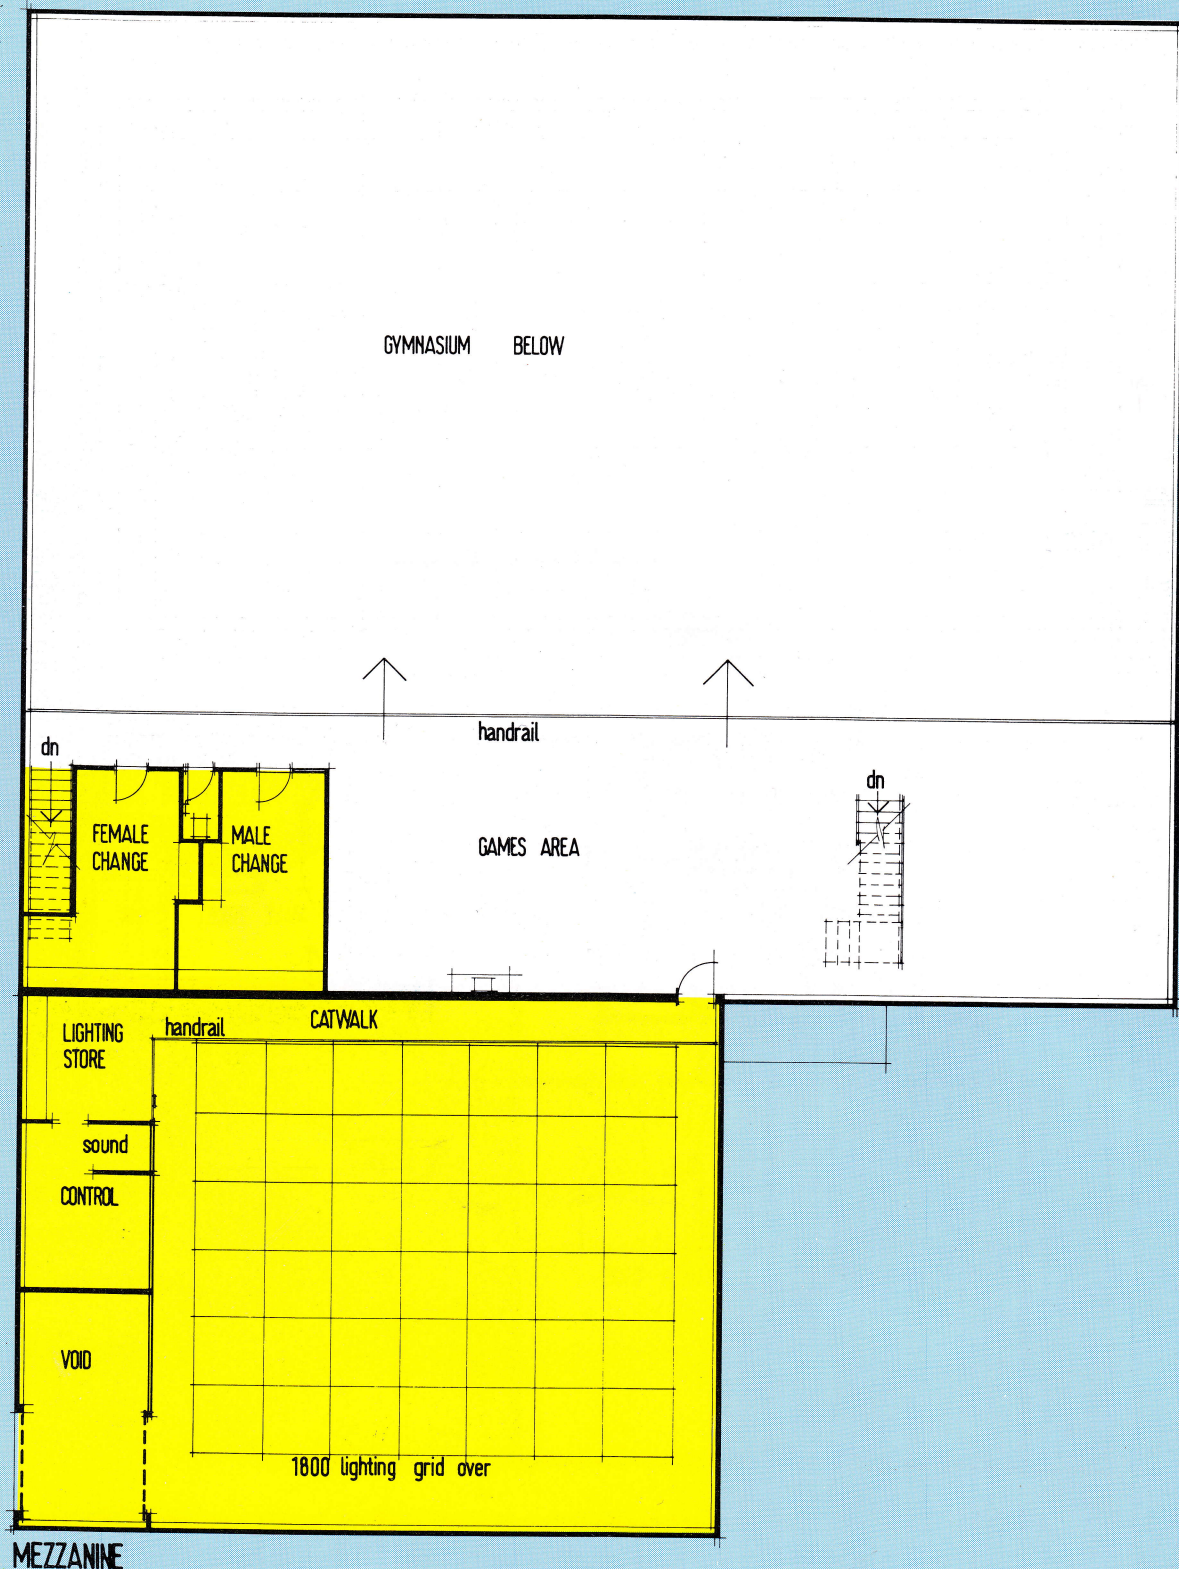 GYMNASIUM BELOW
handrail
dn
dn
FEMALE
CHANGE
MALE
CHANGE
GAMES AREA
LIGHTING
STORE
handrail
CATWALK
sound
CONTROL
VOID
1800 lighting grid over
MEZZANINE